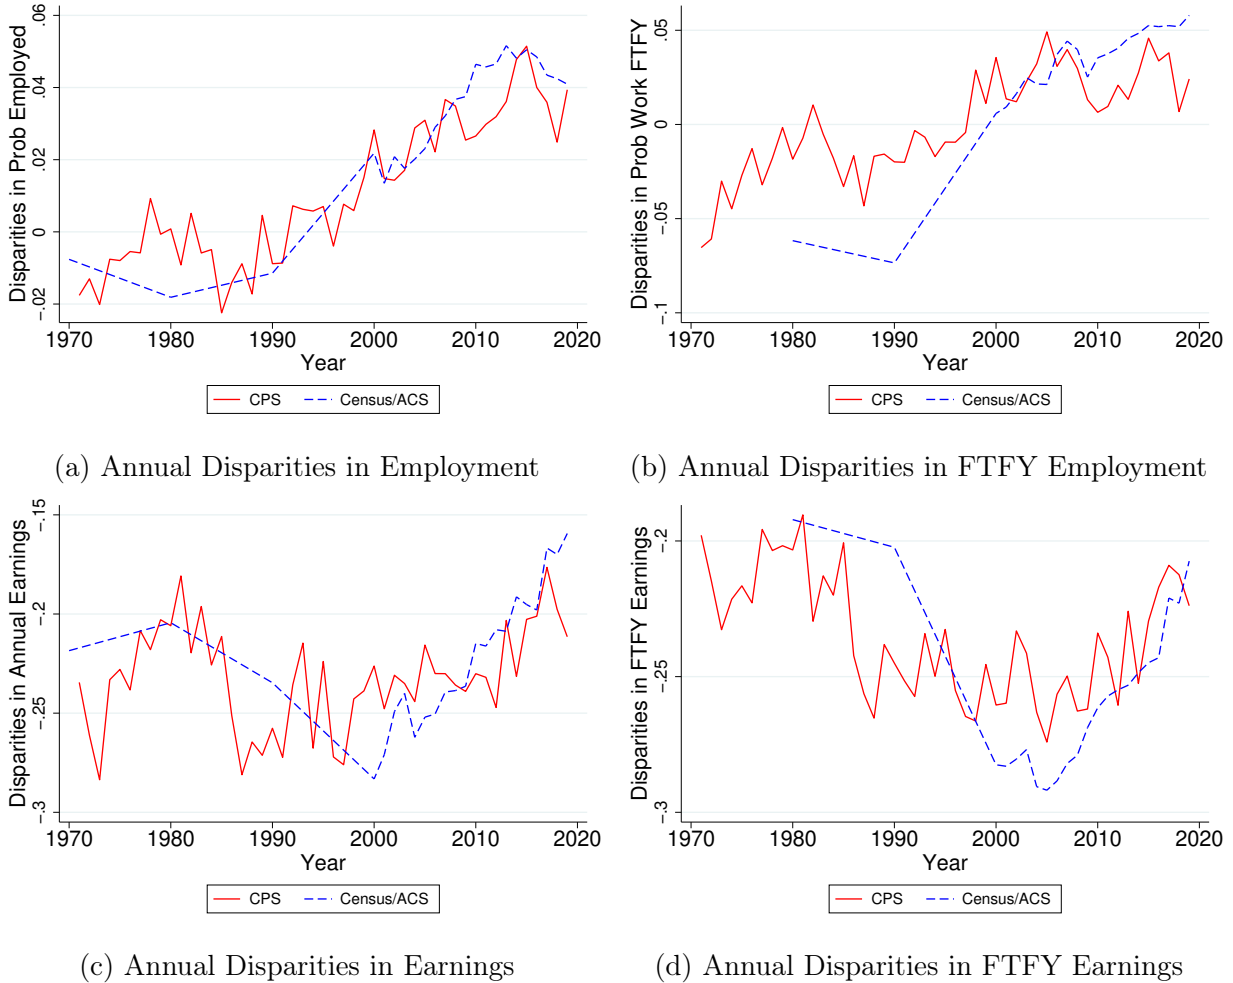 Disparities in Prob Employed
.06
.04
.02
0
-.02
1970 1980 1990 2000 2010 2020
Year
CPS Census/ACS
(a) Annual Disparities in Employment
Disparities in Prob Work FTFY
.05
0
-.05
-.1
1970 1980 1990 2000 2010 2020
Year
CPS Census/ACS
(b) Annual Disparities in FTFY Employment
Disparities in Annual Earnings
-.15
-.2
-.25
-.3
1970 1980 1990 2000 2010 2020
Year
CPS Census/ACS
(c) Annual Disparities in Earnings
Disparities in FTFY Earnings
-.2
-.25
-.3
1970 1980 1990 2000 2010 2020
Year
CPS Census/ACS
(d) Annual Disparities in FTFY Earnings